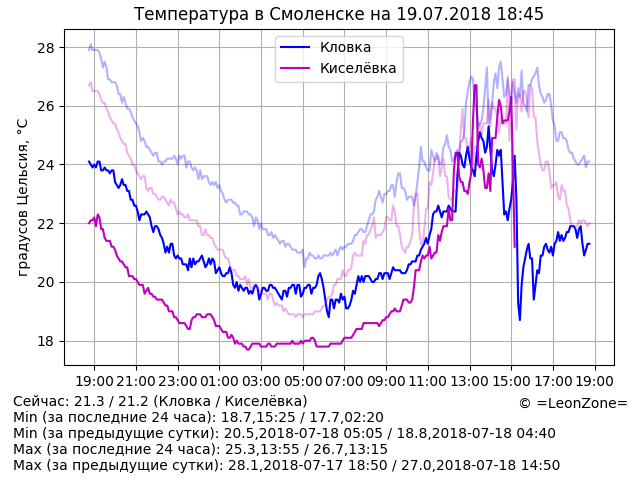 Температура в Смоленске на 19.07.2018 18:45
Кловка
Киселёвка
градусов Цельсия, °C
28
26
24
22
20
18
19:00 21:00 23:00 01:00 03:00 05:00 07:00 09:00 11:00 13:00 15:00 17:00 19:00
Сейчас: 21.3 / 21.2 (Кловка / Киселёвка)
© =LeonZone=
Min (за последние 24 часа): 18.7,15:25 / 17.7,02:20
Min (за предыдущие сутки): 20.5,2018-07-18 05:05 / 18.8,2018-07-18 04:40
Max (за последние 24 часа): 25.3,13:55 / 26.7,13:15
Max (за предыдущие сутки): 28.1,2018-07-17 18:50 / 27.0,2018-07-18 14:50